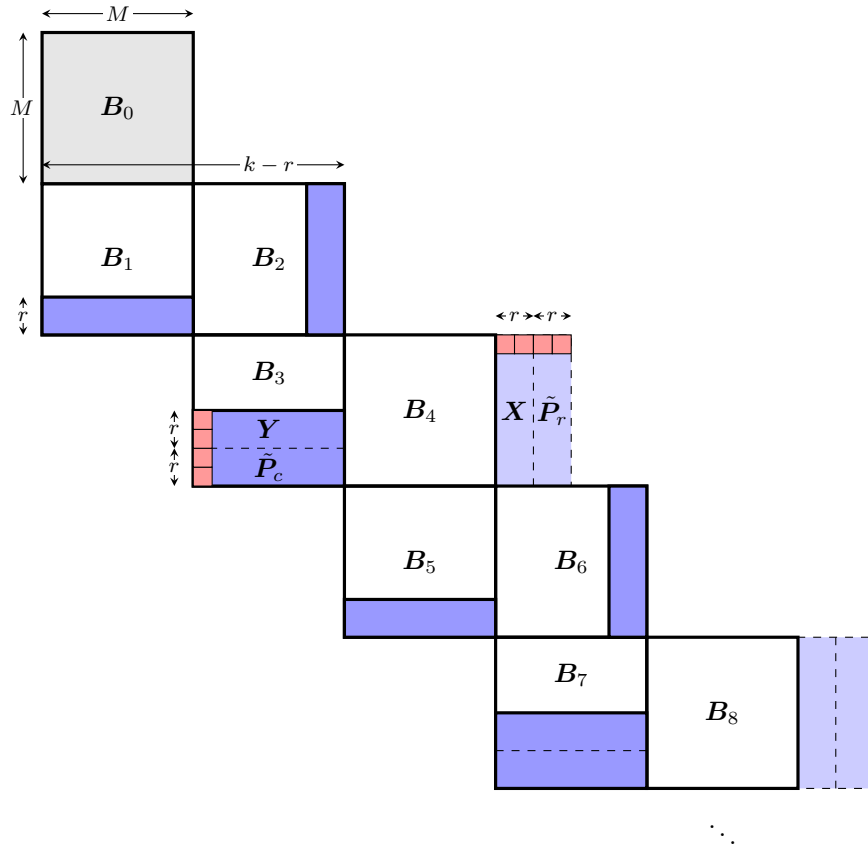 M
M
B₀
k − r
B₁ B₂
r
r r
B₃
B₄ X P̃ᵣ
r Y
r P̃꜀
B₅ B₆
B₇
B₈
⋱